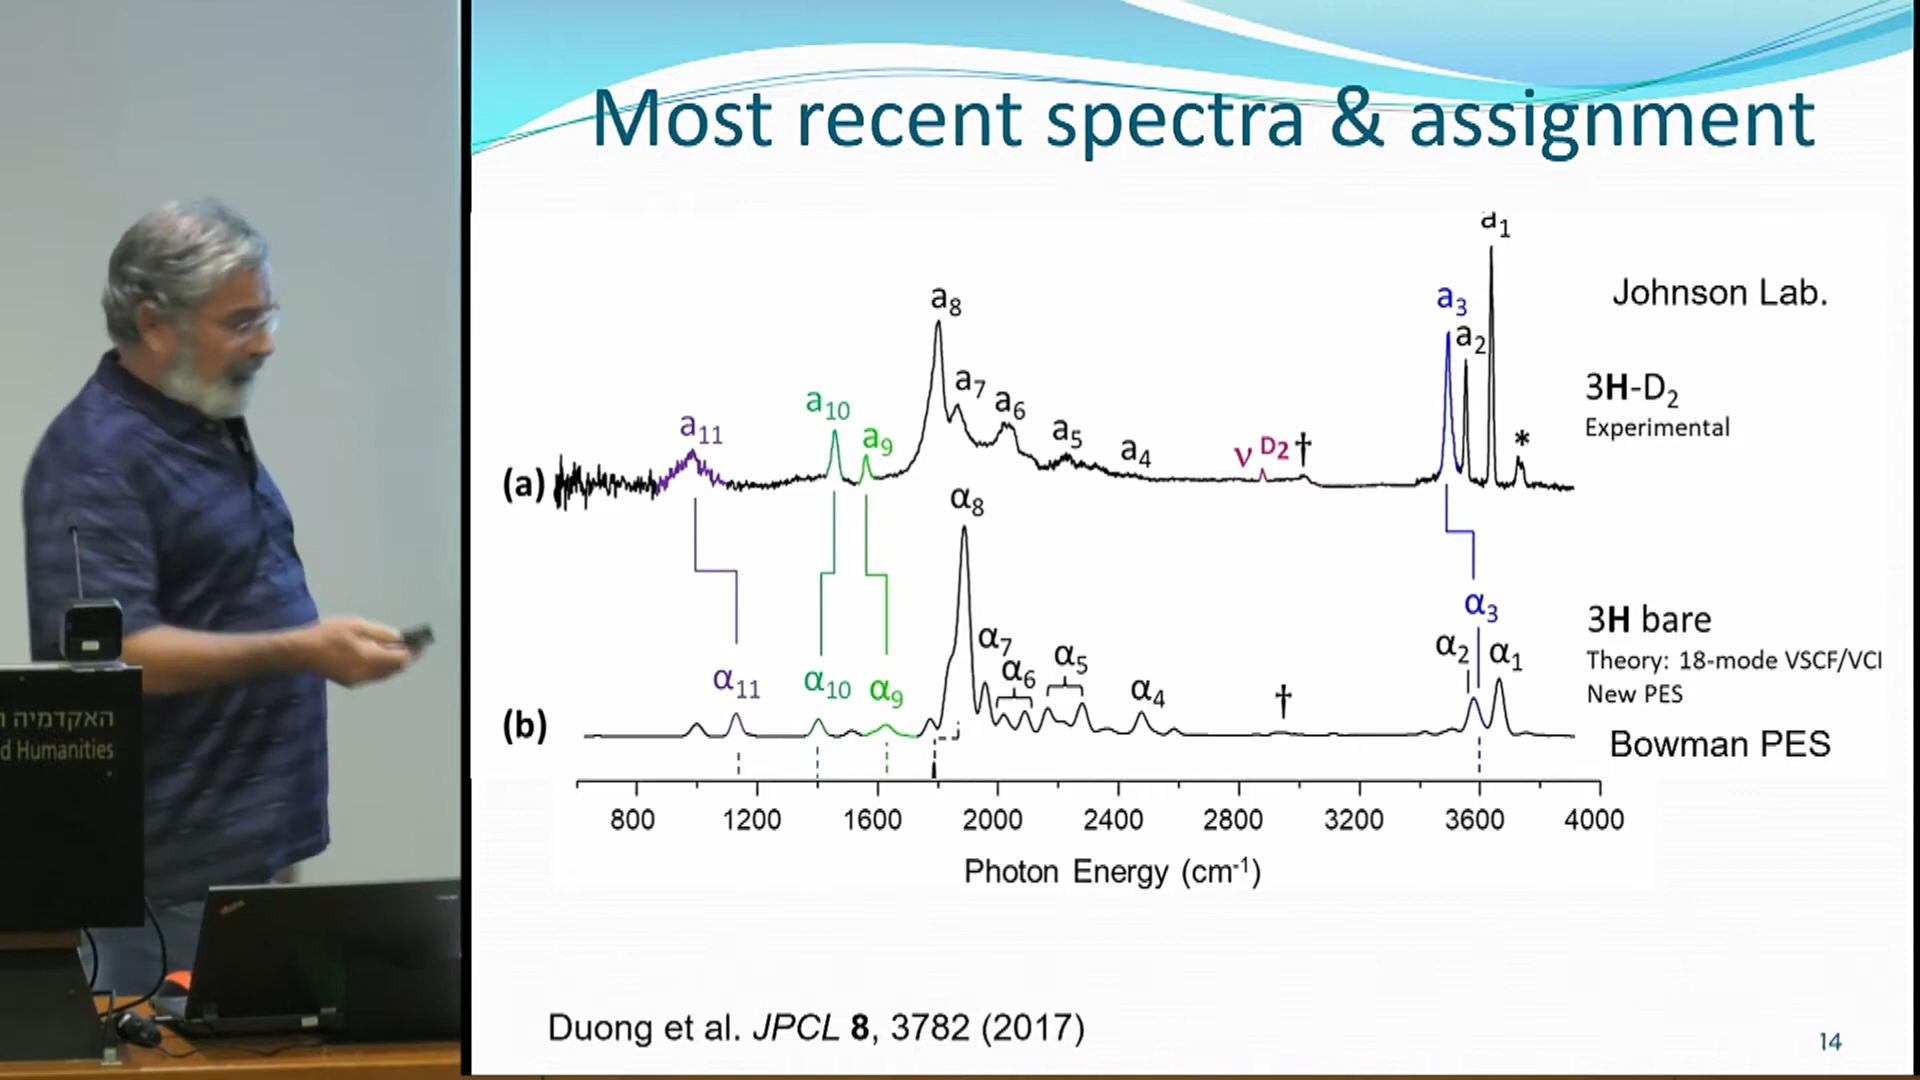 Most recent spectra & assignment
a1
a8
a3
Johnson Lab.
a2
a7
a10
a6
3H-D2
a11
a9
a5
a4
ν D2 †
*
Experimental
(a)
α8
α3
3H bare
α7
α2
α1
α6
α5
Theory: 18-mode VSCF/VCI
α11
α10
α9
α4
†
New PES
(b)
Bowman PES
800 1200 1600 2000 2400 2800 3200 3600 4000
Photon Energy (cm-1)
Duong et al. JPCL 8, 3782 (2017)
14
האקדמיה
d Humanities